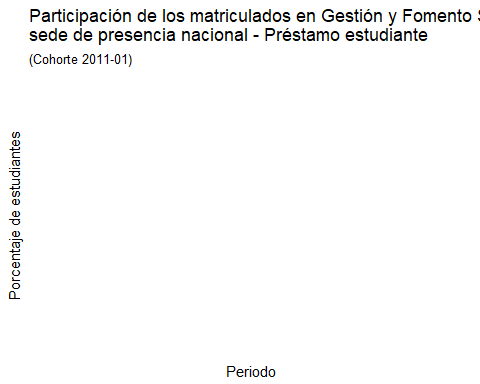 Participación de los matriculados en Gestión y Fomento
sede de presencia nacional - Préstamo estudiante
(Cohorte 2011-01)
Porcentaje de estudiantes
Periodo